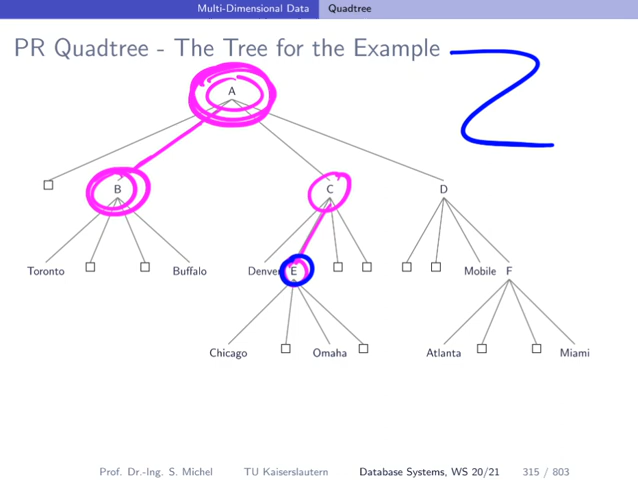 Multi-Dimensional Data Quadtree
PR Quadtree - The Tree for the Example
A
B C D
Toronto Buffalo Denver E Mobile F
Chicago Omaha Atlanta Miami
Prof. Dr.-Ing. S. Michel TU Kaiserslautern Database Systems, WS 20/21 315 / 803